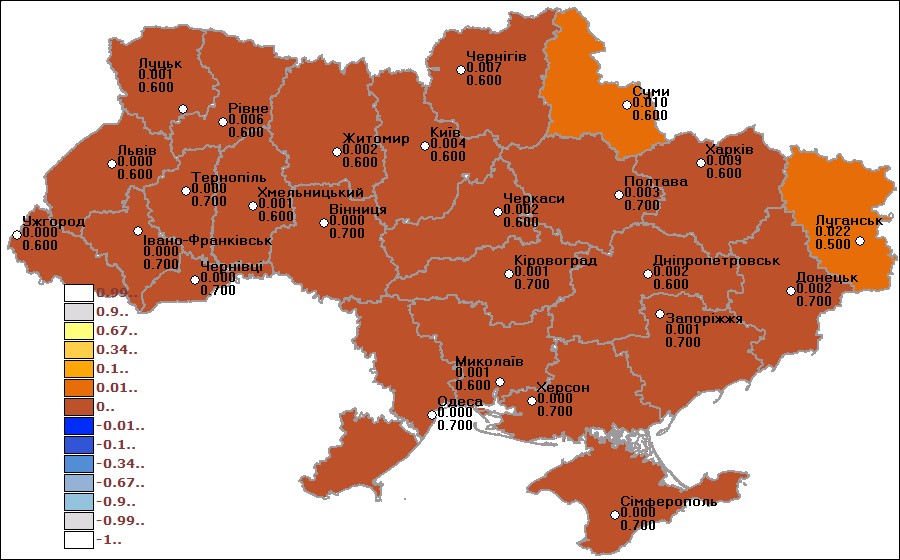 Чернігів
0.007
0.600
Луцьк
0.001
0.600
Суми
0.010
0.600
Рівне
0.006
0.600
Житомир
0.002
0.600
Київ
0.004
0.600
Харків
0.009
0.600
Львів
0.000
0.600
Тернопіль
0.000
0.700
Хмельницький
0.001
0.600
Полтава
0.003
0.700
Вінниця
0.000
0.700
Черкаси
0.002
0.600
Ужгород
0.000
0.600
Луганськ
0.022
0.500
Івано-Франківськ
0.000
0.700
Чернівці
0.000
0.700
Кіровоград
0.001
0.700
Дніпропетровськ
0.002
0.600
Донецьк
0.002
0.700
Запоріжжя
0.001
0.700
Миколаїв
0.001
0.600
Херсон
0.000
0.700
Одеса
0.000
0.700
Сімферополь
0.000
0.700
0.99..
0.9..
0.67..
0.34..
0.1..
0.01..
0..
-0.01..
-0.1..
-0.34..
-0.67..
-0.9..
-0.99..
-1..